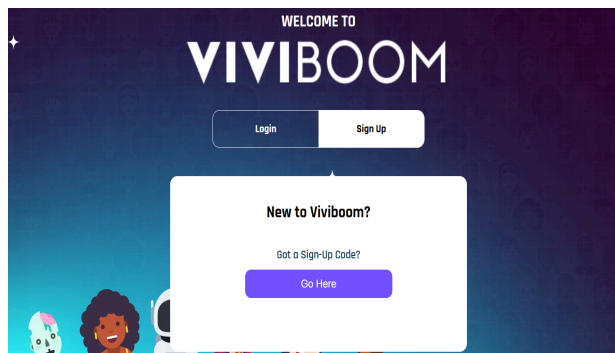 WELCOME TO
VIVIBOOM
Login
Sign Up
New to Viviboom?
Got a Sign-Up Code?
Go Here